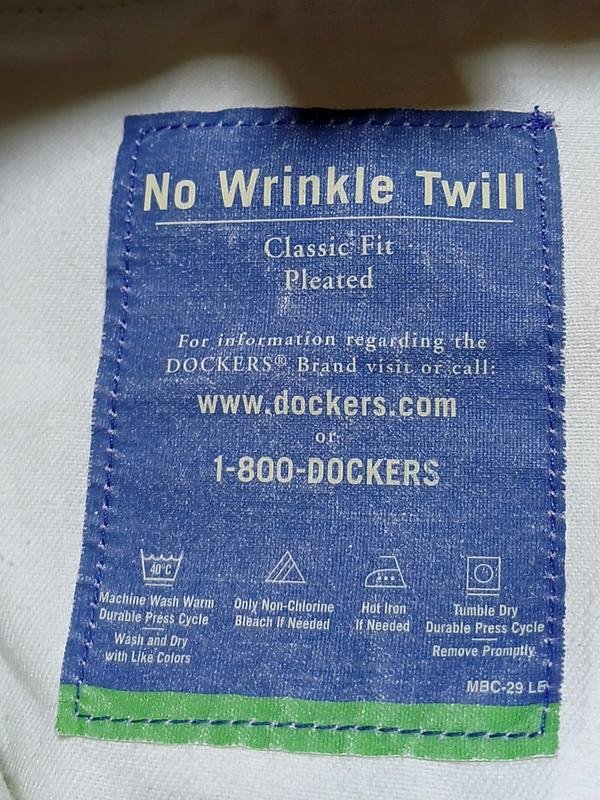 No Wrinkle Twill
Classic Fit
Pleated
For information regarding the
DOCKERS® Brand visit or call:
www.dockers.com
or
1-800-DOCKERS
40°C
Machine Wash Warm
Durable Press Cycle
Wash and Dry
with Like Colors
Only Non-Chlorine
Bleach If Needed
Hot Iron
If Needed
Tumble Dry
Durable Press Cycle
Remove Promptly
MBC-29 LE